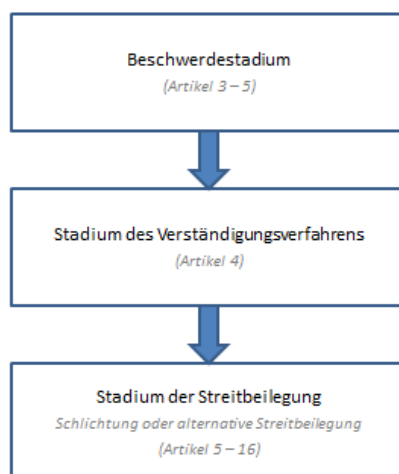 Beschwerdestadium
(Artikel 3 – 5)
Stadium des Verständigungsverfahrens
(Artikel 4)
Stadium der Streitbeilegung
Schlichtung oder alternative Streitbeilegung
(Artikel 5 – 16)